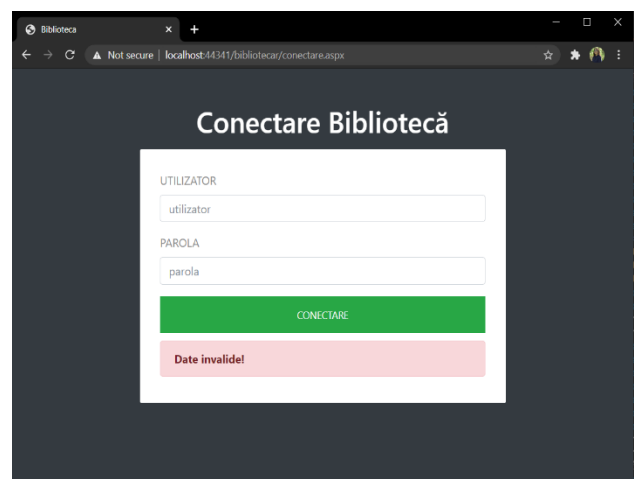 Biblioteca
Not secure | localhost:44341/bibliotecar/conectare.aspx
Conectare Bibliotecă
UTILIZATOR
utilizator
PAROLA
parola
CONECTARE
Date invalide!